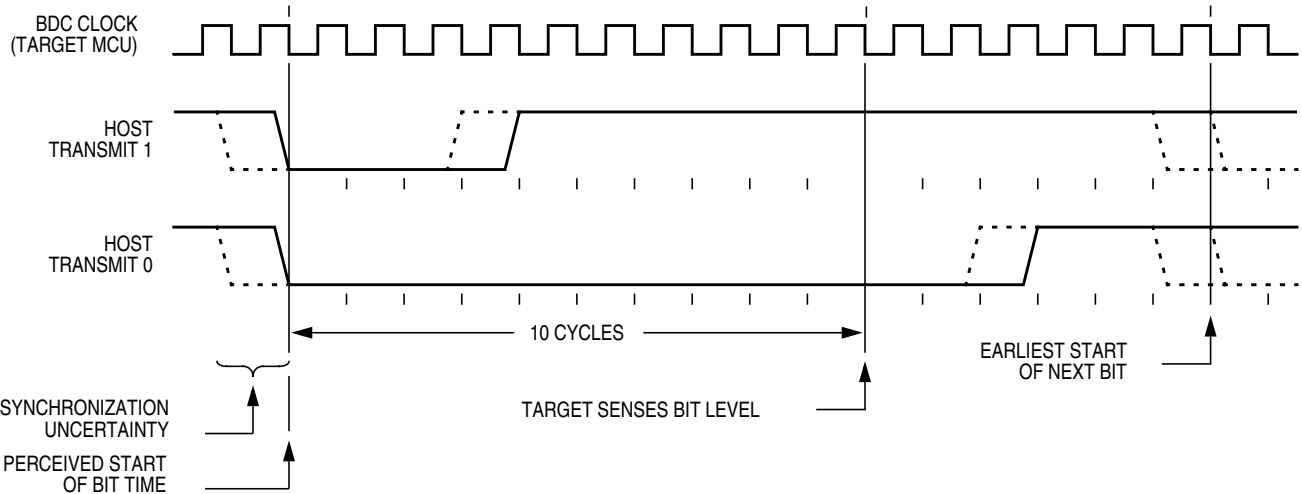 BDC CLOCK
(TARGET MCU)
HOST
TRANSMIT 1
HOST
TRANSMIT 0
10 CYCLES
EARLIEST START
OF NEXT BIT
SYNCHRONIZATION
UNCERTAINTY
TARGET SENSES BIT LEVEL
PERCEIVED START
OF BIT TIME